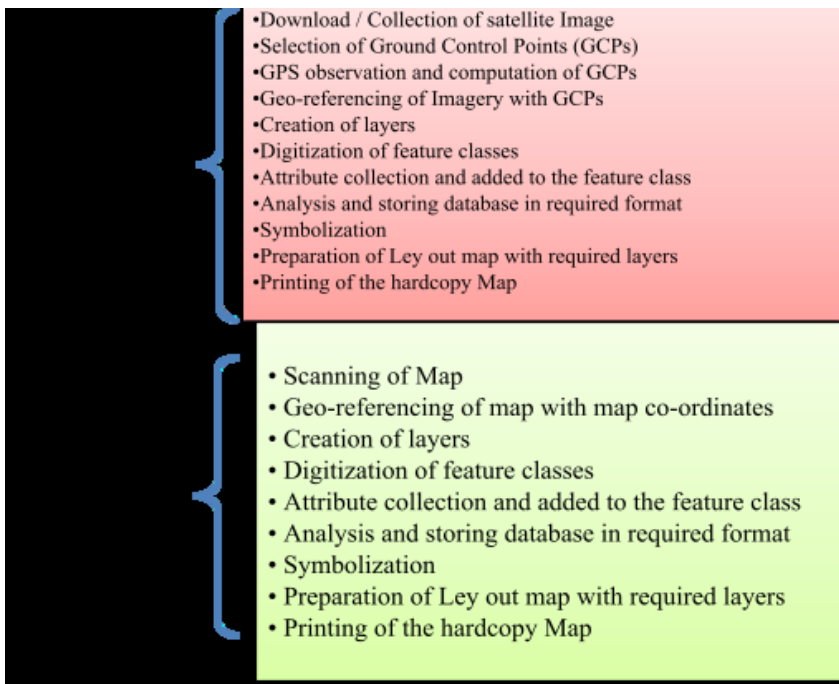 •Download / Collection of satellite Image
•Selection of Ground Control Points (GCPs)
•GPS observation and computation of GCPs
•Geo-referencing of Imagery with GCPs
•Creation of layers
•Digitization of feature classes
•Attribute collection and added to the feature class
•Analysis and storing database in required format
•Symbolization
•Preparation of Ley out map with required layers
•Printing of the hardcopy Map
• Scanning of Map
• Geo-referencing of map with map co-ordinates
• Creation of layers
• Digitization of feature classes
• Attribute collection and added to the feature class
• Analysis and storing database in required format
• Symbolization
• Preparation of Ley out map with required layers
• Printing of the hardcopy Map